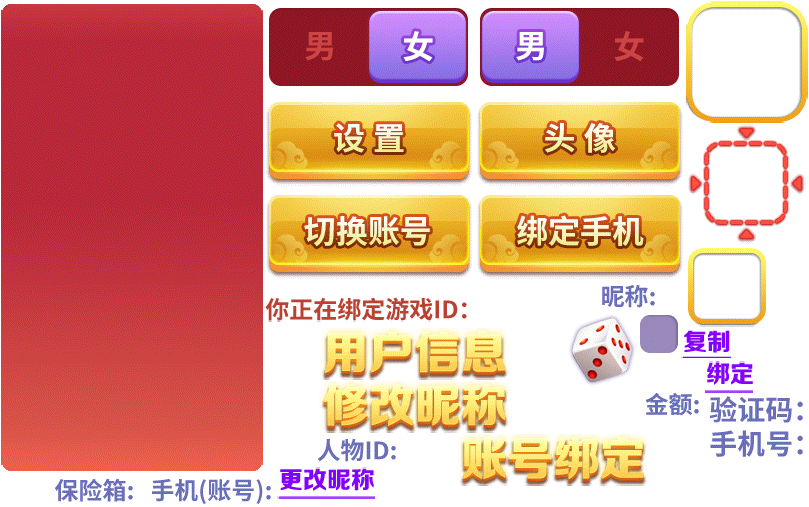 男 女 男 女
设置 头像
切换账号 绑定手机
昵称:
你正在绑定游戏ID:
用户信息
复制
绑定
修改昵称
金额: 验证码:
手机号:
人物ID:
账号绑定
更改昵称
保险箱: 手机(账号):